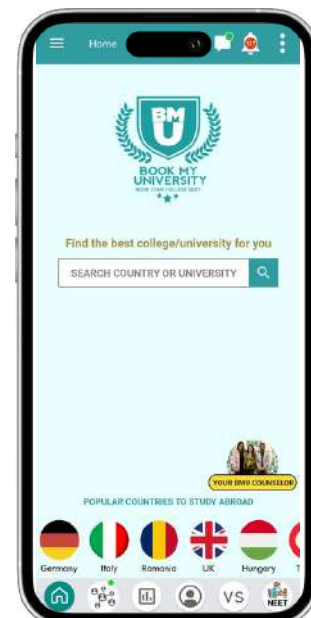 Home
BM
U
BOOK MY
UNIVERSITY
Find the best college/university for you
SEARCH COUNTRY OR UNIVERSITY
YOUR BMU COUNSELOR
POPULAR COUNTRIES TO STUDY ABROAD
Germany Italy Romania UK Hungary T
VS NEET